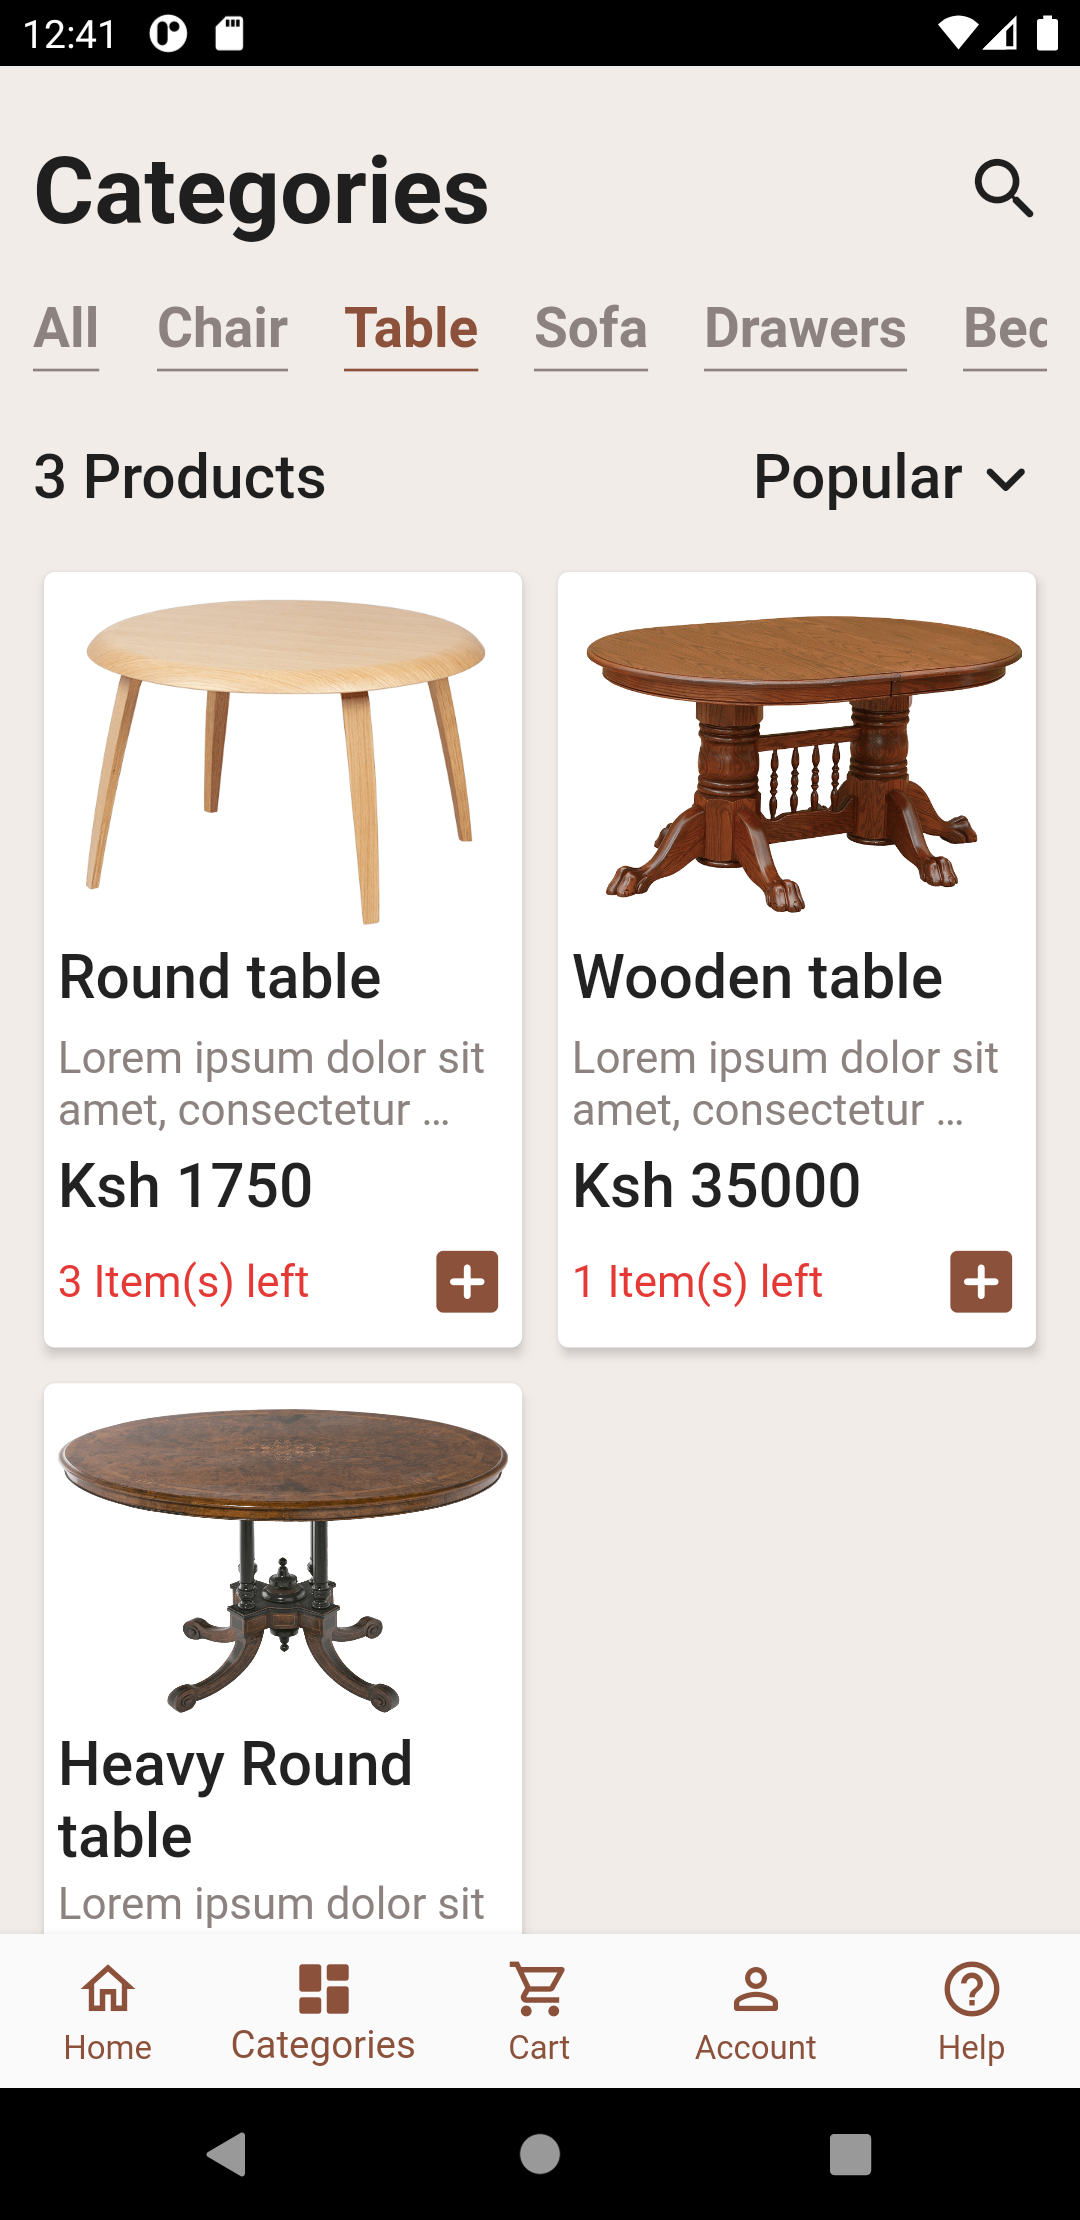 12:41
Categories
All Chair Table Sofa Drawers Bed
3 Products Popular
Round table
Lorem ipsum dolor sit
amet, consectetur ...
Ksh 1750
3 Item(s) left
Wooden table
Lorem ipsum dolor sit
amet, consectetur ...
Ksh 35000
1 Item(s) left
Heavy Round
table
Lorem ipsum dolor sit
Home Categories Cart Account Help